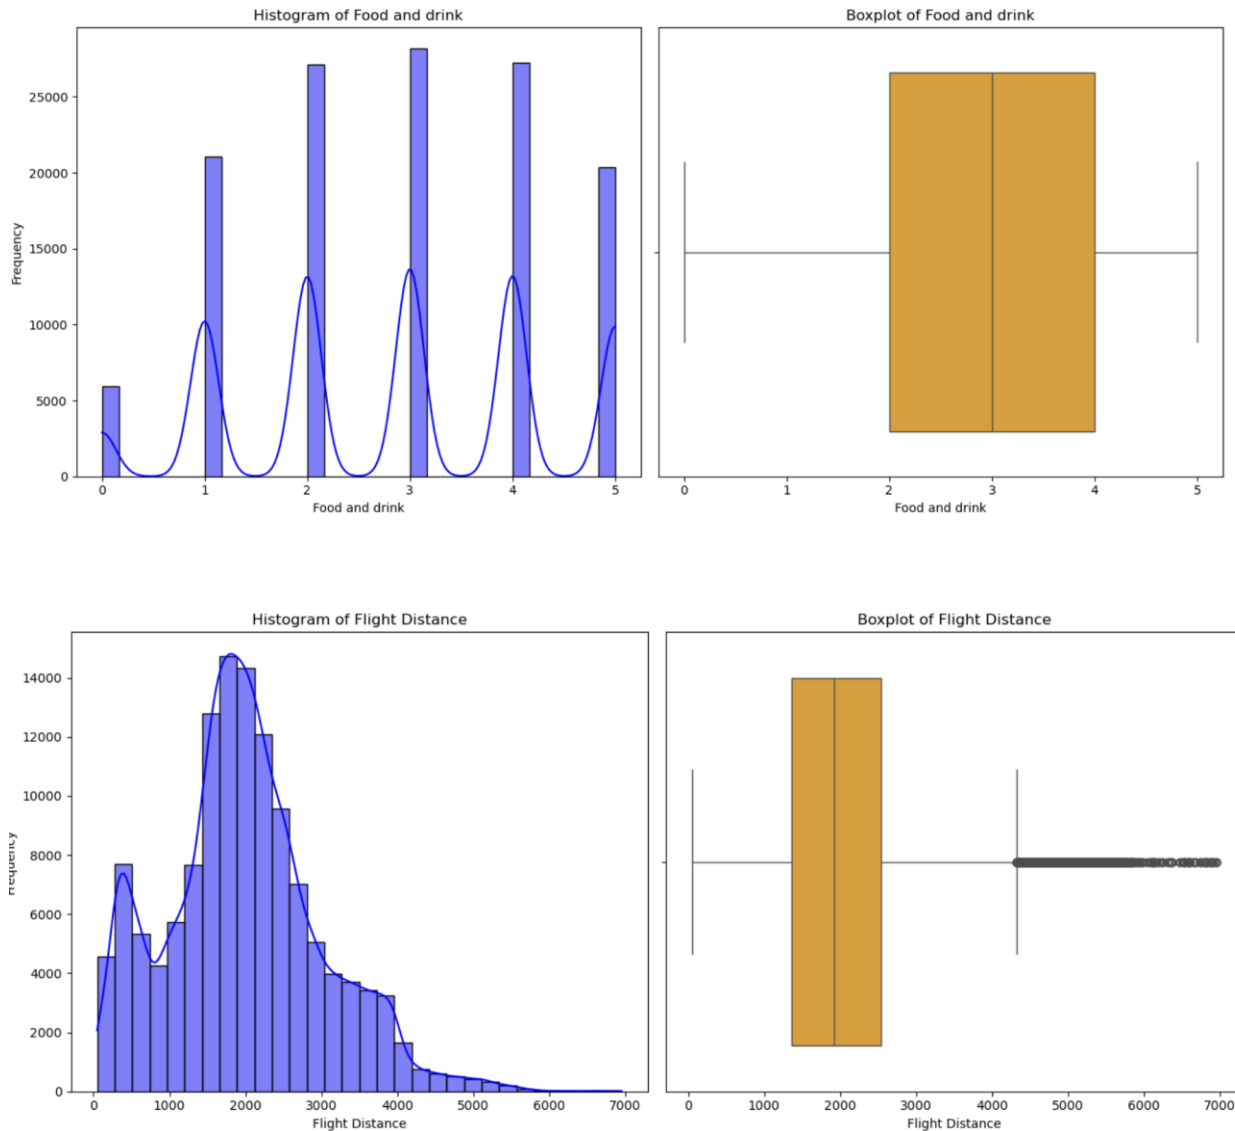 Histogram of Food and drink
Boxplot of Food and drink
Frequency
25000
20000
15000
10000
5000
0
0 1 2 3 4 5
Food and drink
0 1 2 3 4 5
Food and drink
Histogram of Flight Distance
Boxplot of Flight Distance
Frequency
14000
12000
10000
8000
6000
4000
2000
0
0 1000 2000 3000 4000 5000 6000 7000
Flight Distance
0 1000 2000 3000 4000 5000 6000 7000
Flight Distance